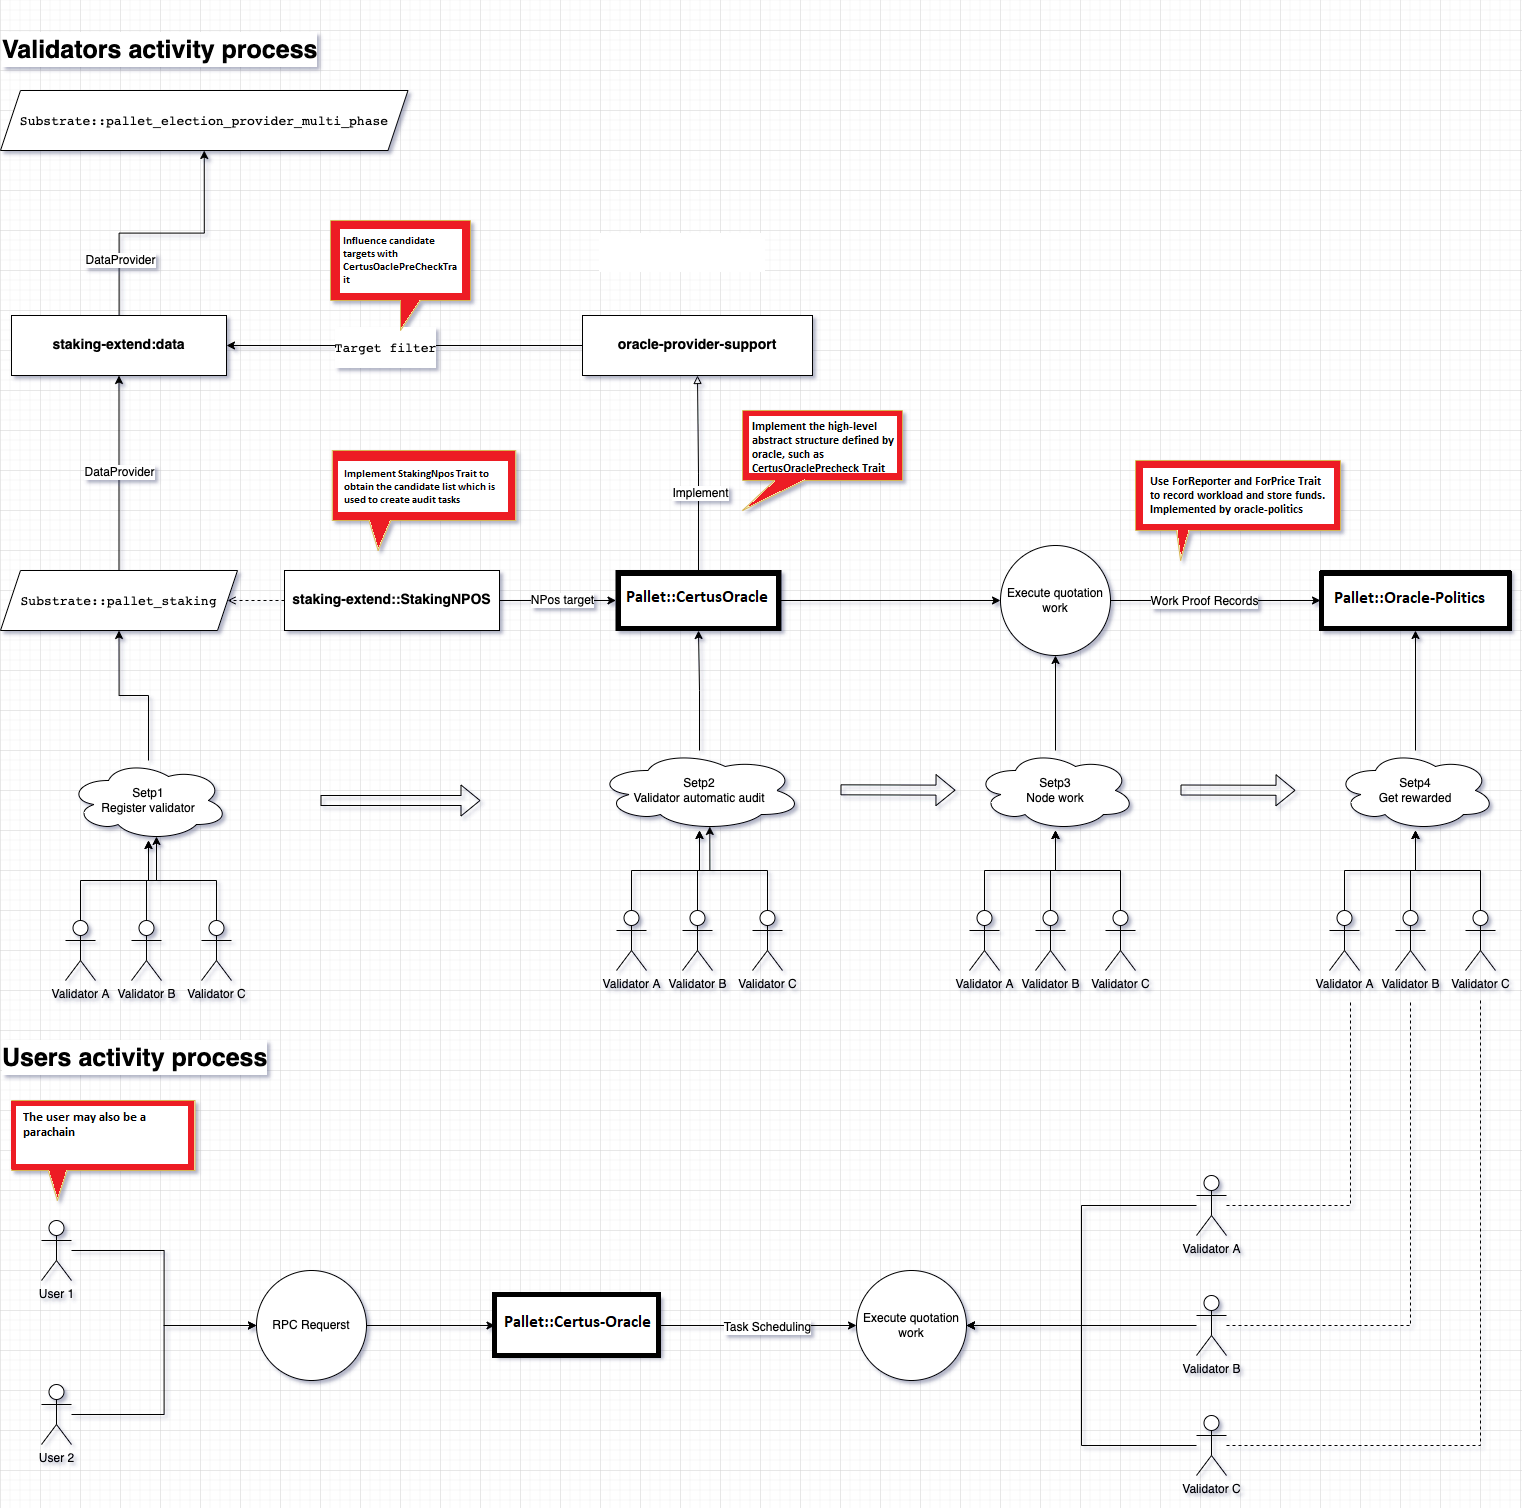 Validators activity process
Substrate::pallet_election_provider_multi_phase
DataProvider
Influence candidate
targets with
CertusOaclePreCheckTra
it
staking-extend:data
Target filter
oracle-provider-support
DataProvider
Implement StakingNpos Trait to
obtain the candidate list which is
used to create audit tasks
Implement the high-level
abstract structure defined by
oracle, such as
CertusOraclePrecheck Trait
Implement
Use ForReporter and ForPrice Trait
to record workload and store funds.
Implemented by oracle-politics
Substrate::pallet_staking
staking-extend::StakingNPOS
NPos target
Pallet::CertusOracle
Execute quotation
work
Work Proof Records
Pallet::Oracle-Politics
Setp1
Register validator
Setp2
Validator automatic audit
Setp3
Node work
Setp4
Get rewarded
Validator A
Validator B
Validator C
Validator A
Validator B
Validator C
Validator A
Validator B
Validator C
Validator A
Validator B
Validator C
Users activity process
The user may also be a
parachain
User 1
User 2
RPC Requerst
Pallet::Certus-Oracle
Task Scheduling
Execute quotation
work
Validator A
Validator B
Validator C